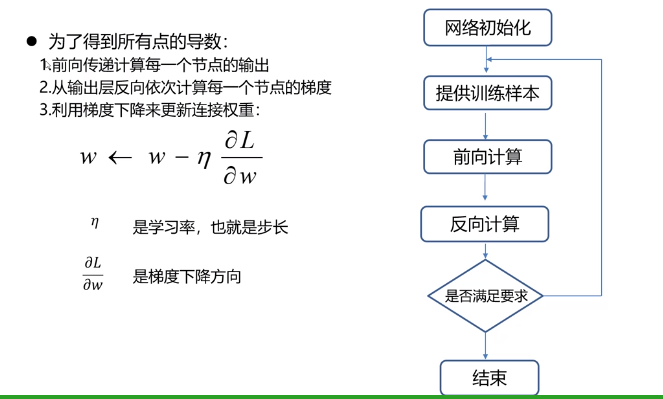 ● 为了得到所有点的导数：
1.前向传递计算每一个节点的输出
2.从输出层反向依次计算每一个节点的梯度
3.利用梯度下降来更新连接权重：
w ← w − η ∂L/∂w
η 是学习率，也就是步长
∂L/∂w 是梯度下降方向
网络初始化
提供训练样本
前向计算
反向计算
是否满足要求
结束